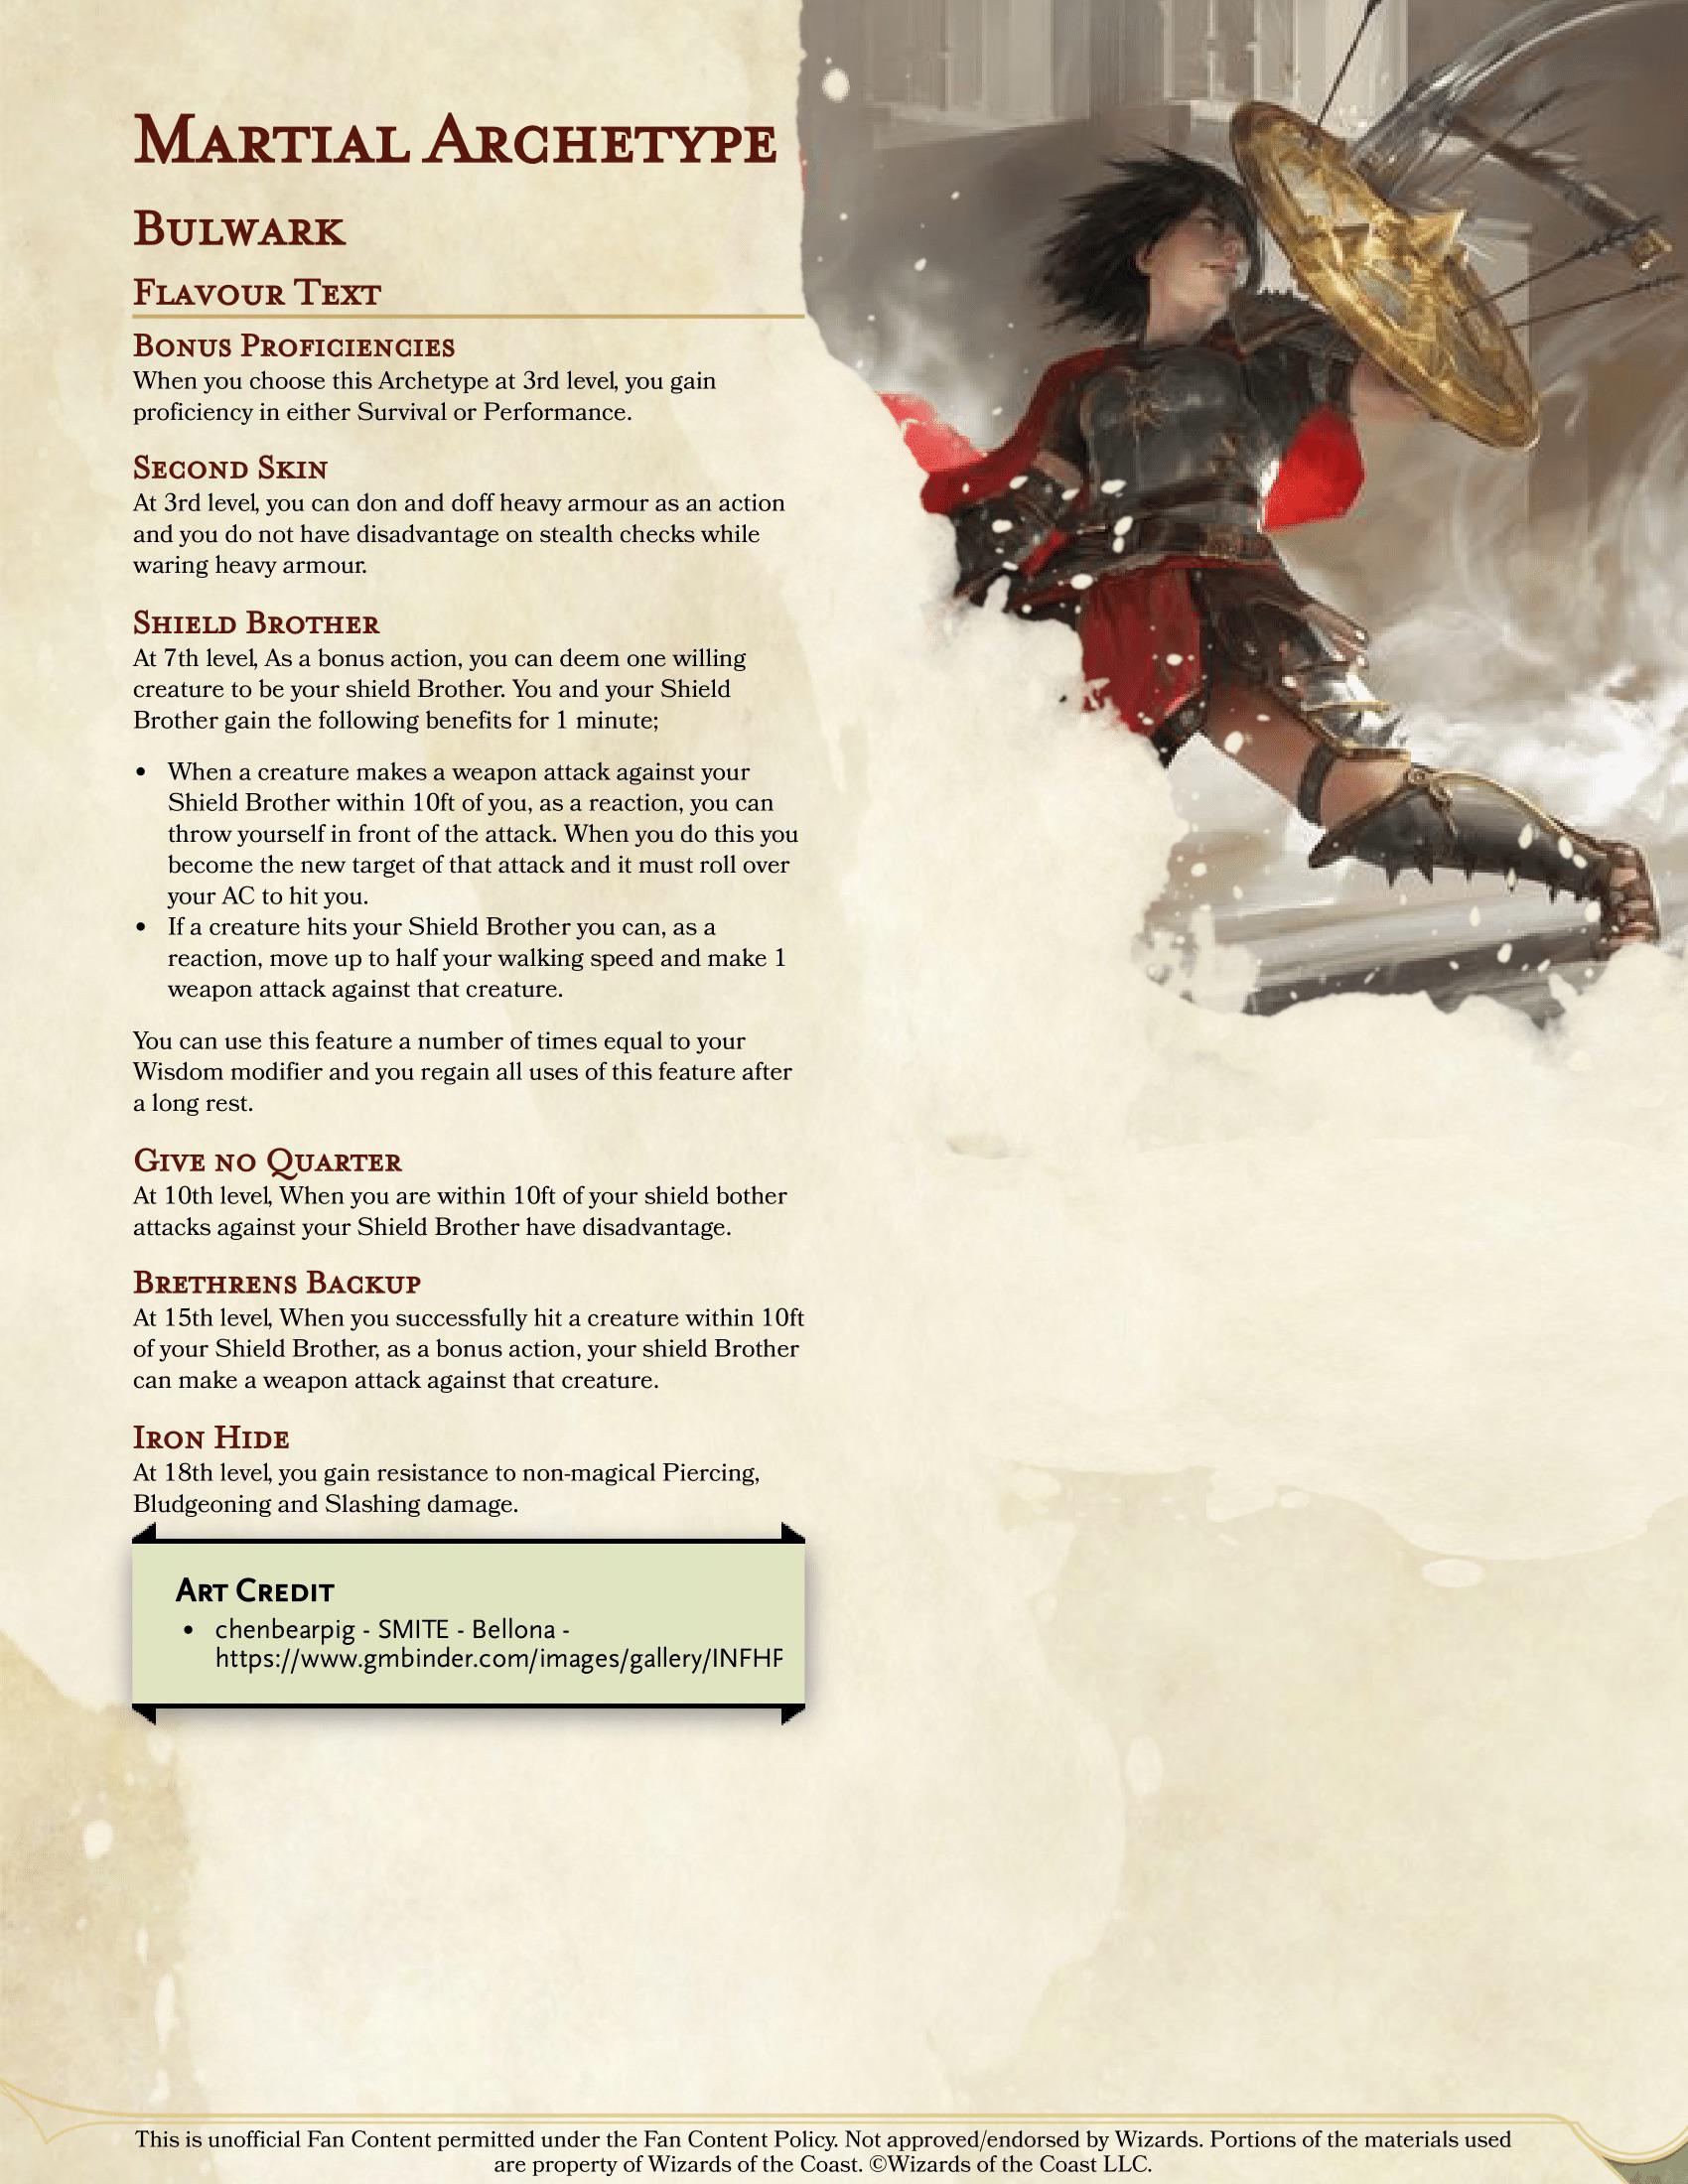 Martial Archetype
Bulwark
Flavour Text
Bonus Proficiencies
When you choose this Archetype at 3rd level, you gain
proficiency in either Survival or Performance.
Second Skin
At 3rd level, you can don and doff heavy armour as an action
and you do not have disadvantage on stealth checks while
waring heavy armour.
Shield Brother
At 7th level, As a bonus action, you can deem one willing
creature to be your shield Brother. You and your Shield
Brother gain the following benefits for 1 minute;
• When a creature makes a weapon attack against your
Shield Brother within 10ft of you, as a reaction, you can
throw yourself in front of the attack. When you do this you
become the new target of that attack and it must roll over
your AC to hit you.
• If a creature hits your Shield Brother you can, as a
reaction, move up to half your walking speed and make 1
weapon attack against that creature.
You can use this feature a number of times equal to your
Wisdom modifier and you regain all uses of this feature after
a long rest.
Give no Quarter
At 10th level, When you are within 10ft of your shield bother
attacks against your Shield Brother have disadvantage.
Brethrens Backup
At 15th level, When you successfully hit a creature within 10ft
of your Shield Brother, as a bonus action, your shield Brother
can make a weapon attack against that creature.
Iron Hide
At 18th level, you gain resistance to non-magical Piercing,
Bludgeoning and Slashing damage.
Art Credit
• chenbearpig - SMITE - Bellona -
https://www.gmbinder.com/images/gallery/INFHF
This is unofficial Fan Content permitted under the Fan Content Policy. Not approved/endorsed by Wizards. Portions of the materials used
are property of Wizards of the Coast. ©Wizards of the Coast LLC.